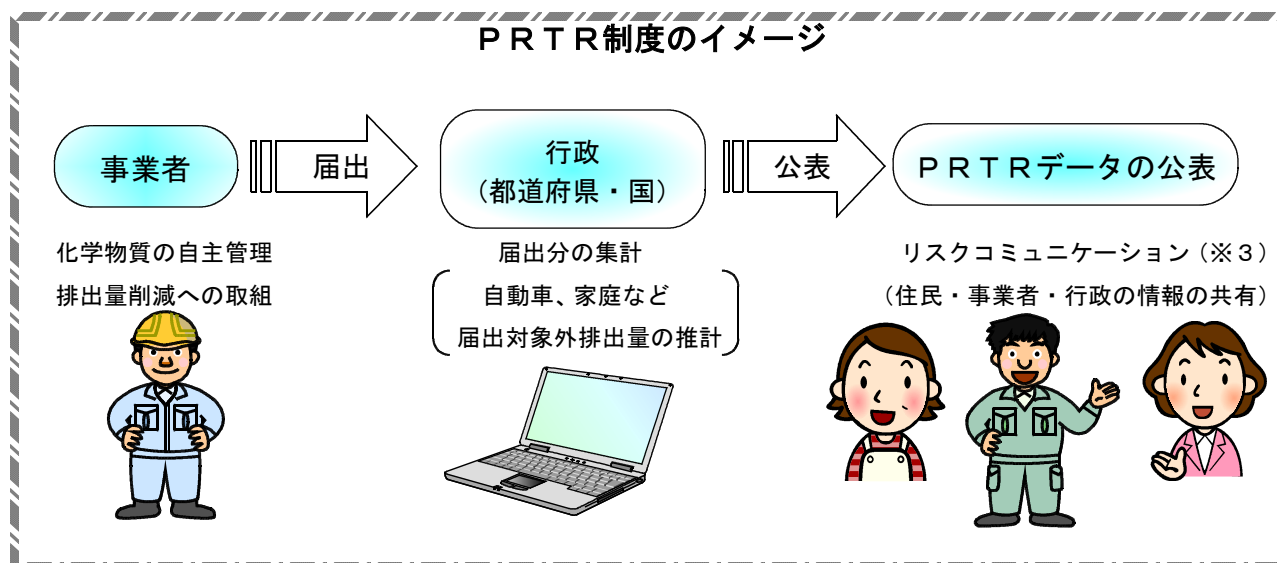 ＰＲＴＲ制度のイメージ
事業者
届出
行政
（都道府県・国）
公表
ＰＲＴＲデータの公表
化学物質の自主管理
排出量削減への取組
届出分の集計
自動車、家庭など
届出対象外排出量の推計
リスクコミュニケーション（※３）
（住民・事業者・行政の情報の共有）